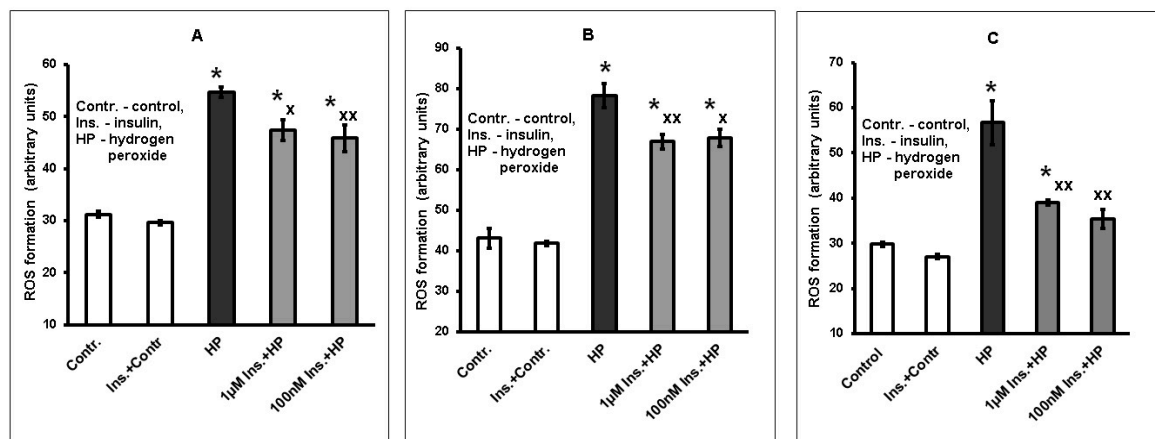 A
ROS formation (arbitrary units)
60
50
40
30
20
10
Contr. - control,
Ins. - insulin,
HP - hydrogen
peroxide
*
* x
* xx
Contr.
Ins.+Contr
HP
1µM Ins.+HP
100nM Ins.+HP
B
ROS formation (arbitrary units)
90
80
70
60
50
40
30
20
Contr. - control,
Ins. - insulin,
HP - hydrogen
peroxide
*
* xx
* x
Contr.
Ins.+Contr.
HP
1µM Ins.+HP
100nM Ins.+HP
C
ROS formation (arbitrary units)
70
60
50
40
30
20
10
Contr. - control,
Ins. - insulin,
HP - hydrogen
peroxide
*
* xx
xx
Control
Ins.+Contr
HP
1µM Ins.+HP
100nM Ins.+HP